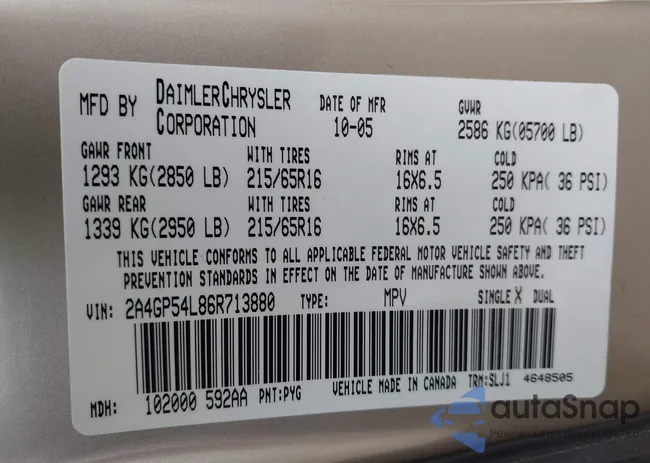 MFD BY DAIMLERCHRYSLER CORPORATION DATE OF MFR 10-05 GVWR 2586 KG(05700 LB)
GAWR FRONT WITH TIRES RIMS AT COLD
1293 KG(2850 LB) 215/65R16 16X6.5 250 KPA( 36 PSI)
GAWR REAR WITH TIRES RIMS AT COLD
1339 KG(2950 LB) 215/65R16 16X6.5 250 KPA( 36 PSI)
THIS VEHICLE CONFORMS TO ALL APPLICABLE FEDERAL MOTOR VEHICLE SAFETY AND THEFT
PREVENTION STANDARDS IN EFFECT ON THE DATE OF MANUFACTURE SHOWN ABOVE.
VIN: 2A4GP54L86R713880 TYPE: MPV SINGLE X DUAL
MDH: 102000 592AA PNT:PYG VEHICLE MADE IN CANADA TRM:SLJ1 4648505
autoSnap